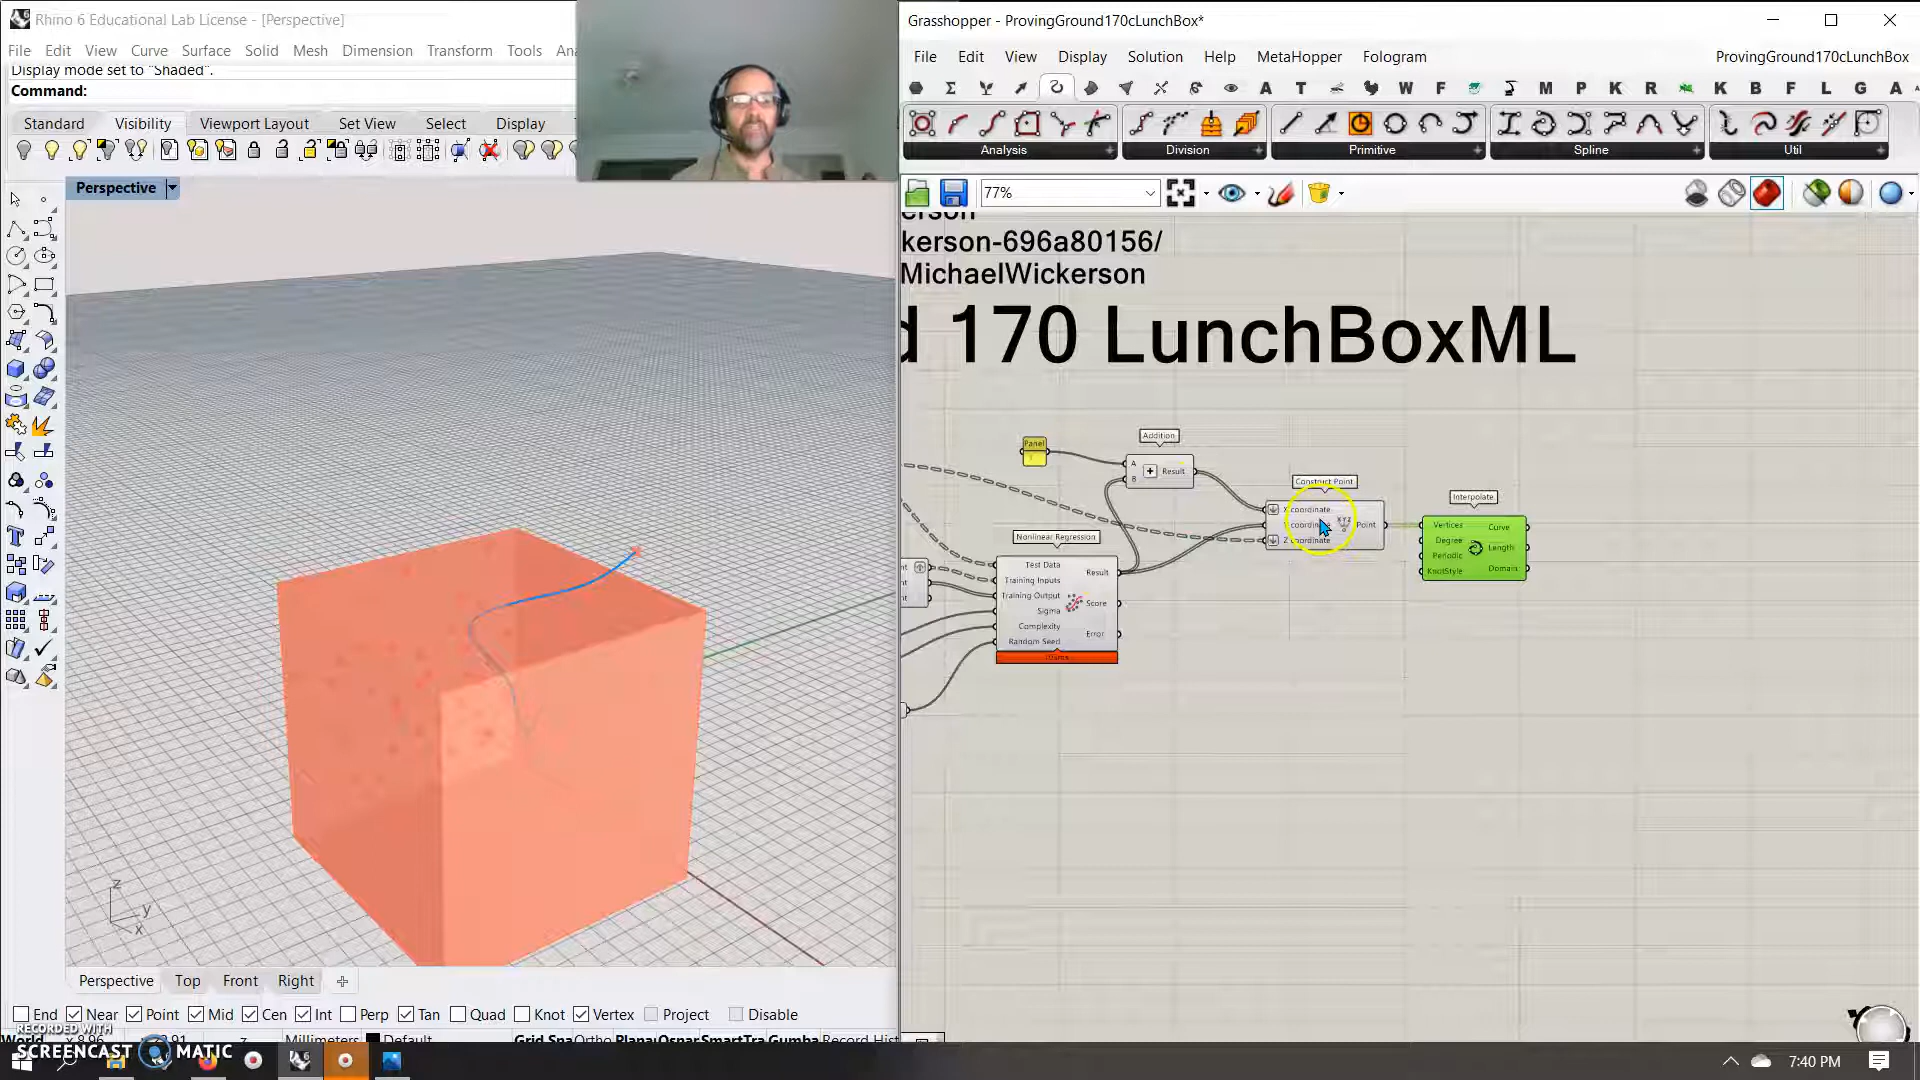 Rhino 6 Educational Lab License - [Perspective]
File Edit View Curve Surface Solid Mesh Dimension Transform Tools
Display mode set to "Shaded".
Command:
Standard Visibility Viewport Layout Set View Select Display
Perspective
z
y
x
Perspective Top Front Right
End Near Point Mid Cen Int Perp Tan Quad Knot Vertex Project Disable
Millimeters Default
RECORDED WITH
SCREENCAST MATIC
Grasshopper - ProvingGround170cLunchBox*
File Edit View Display Solution Help MetaHopper Fologram ProvingGround170cLunchBox
A T W F M P K R K B F L G A
Analysis Division Primitive Spline Util
77%
kerson-696a80156/
MichaelWickerson
d 170 LunchBoxML
Panel
Addition
A
B
Result
Construct Point
X coordinate
Z coordinate
XYZ
Point
Interpolate
Vertices
Degree
Periodic
KnotStyle
Curve
Length
Domain
Nonlinear Regression
Test Data
Training Inputs
Training Output
Sigma
Complexity
Random Seed
Result
Score
Error
7:40 PM